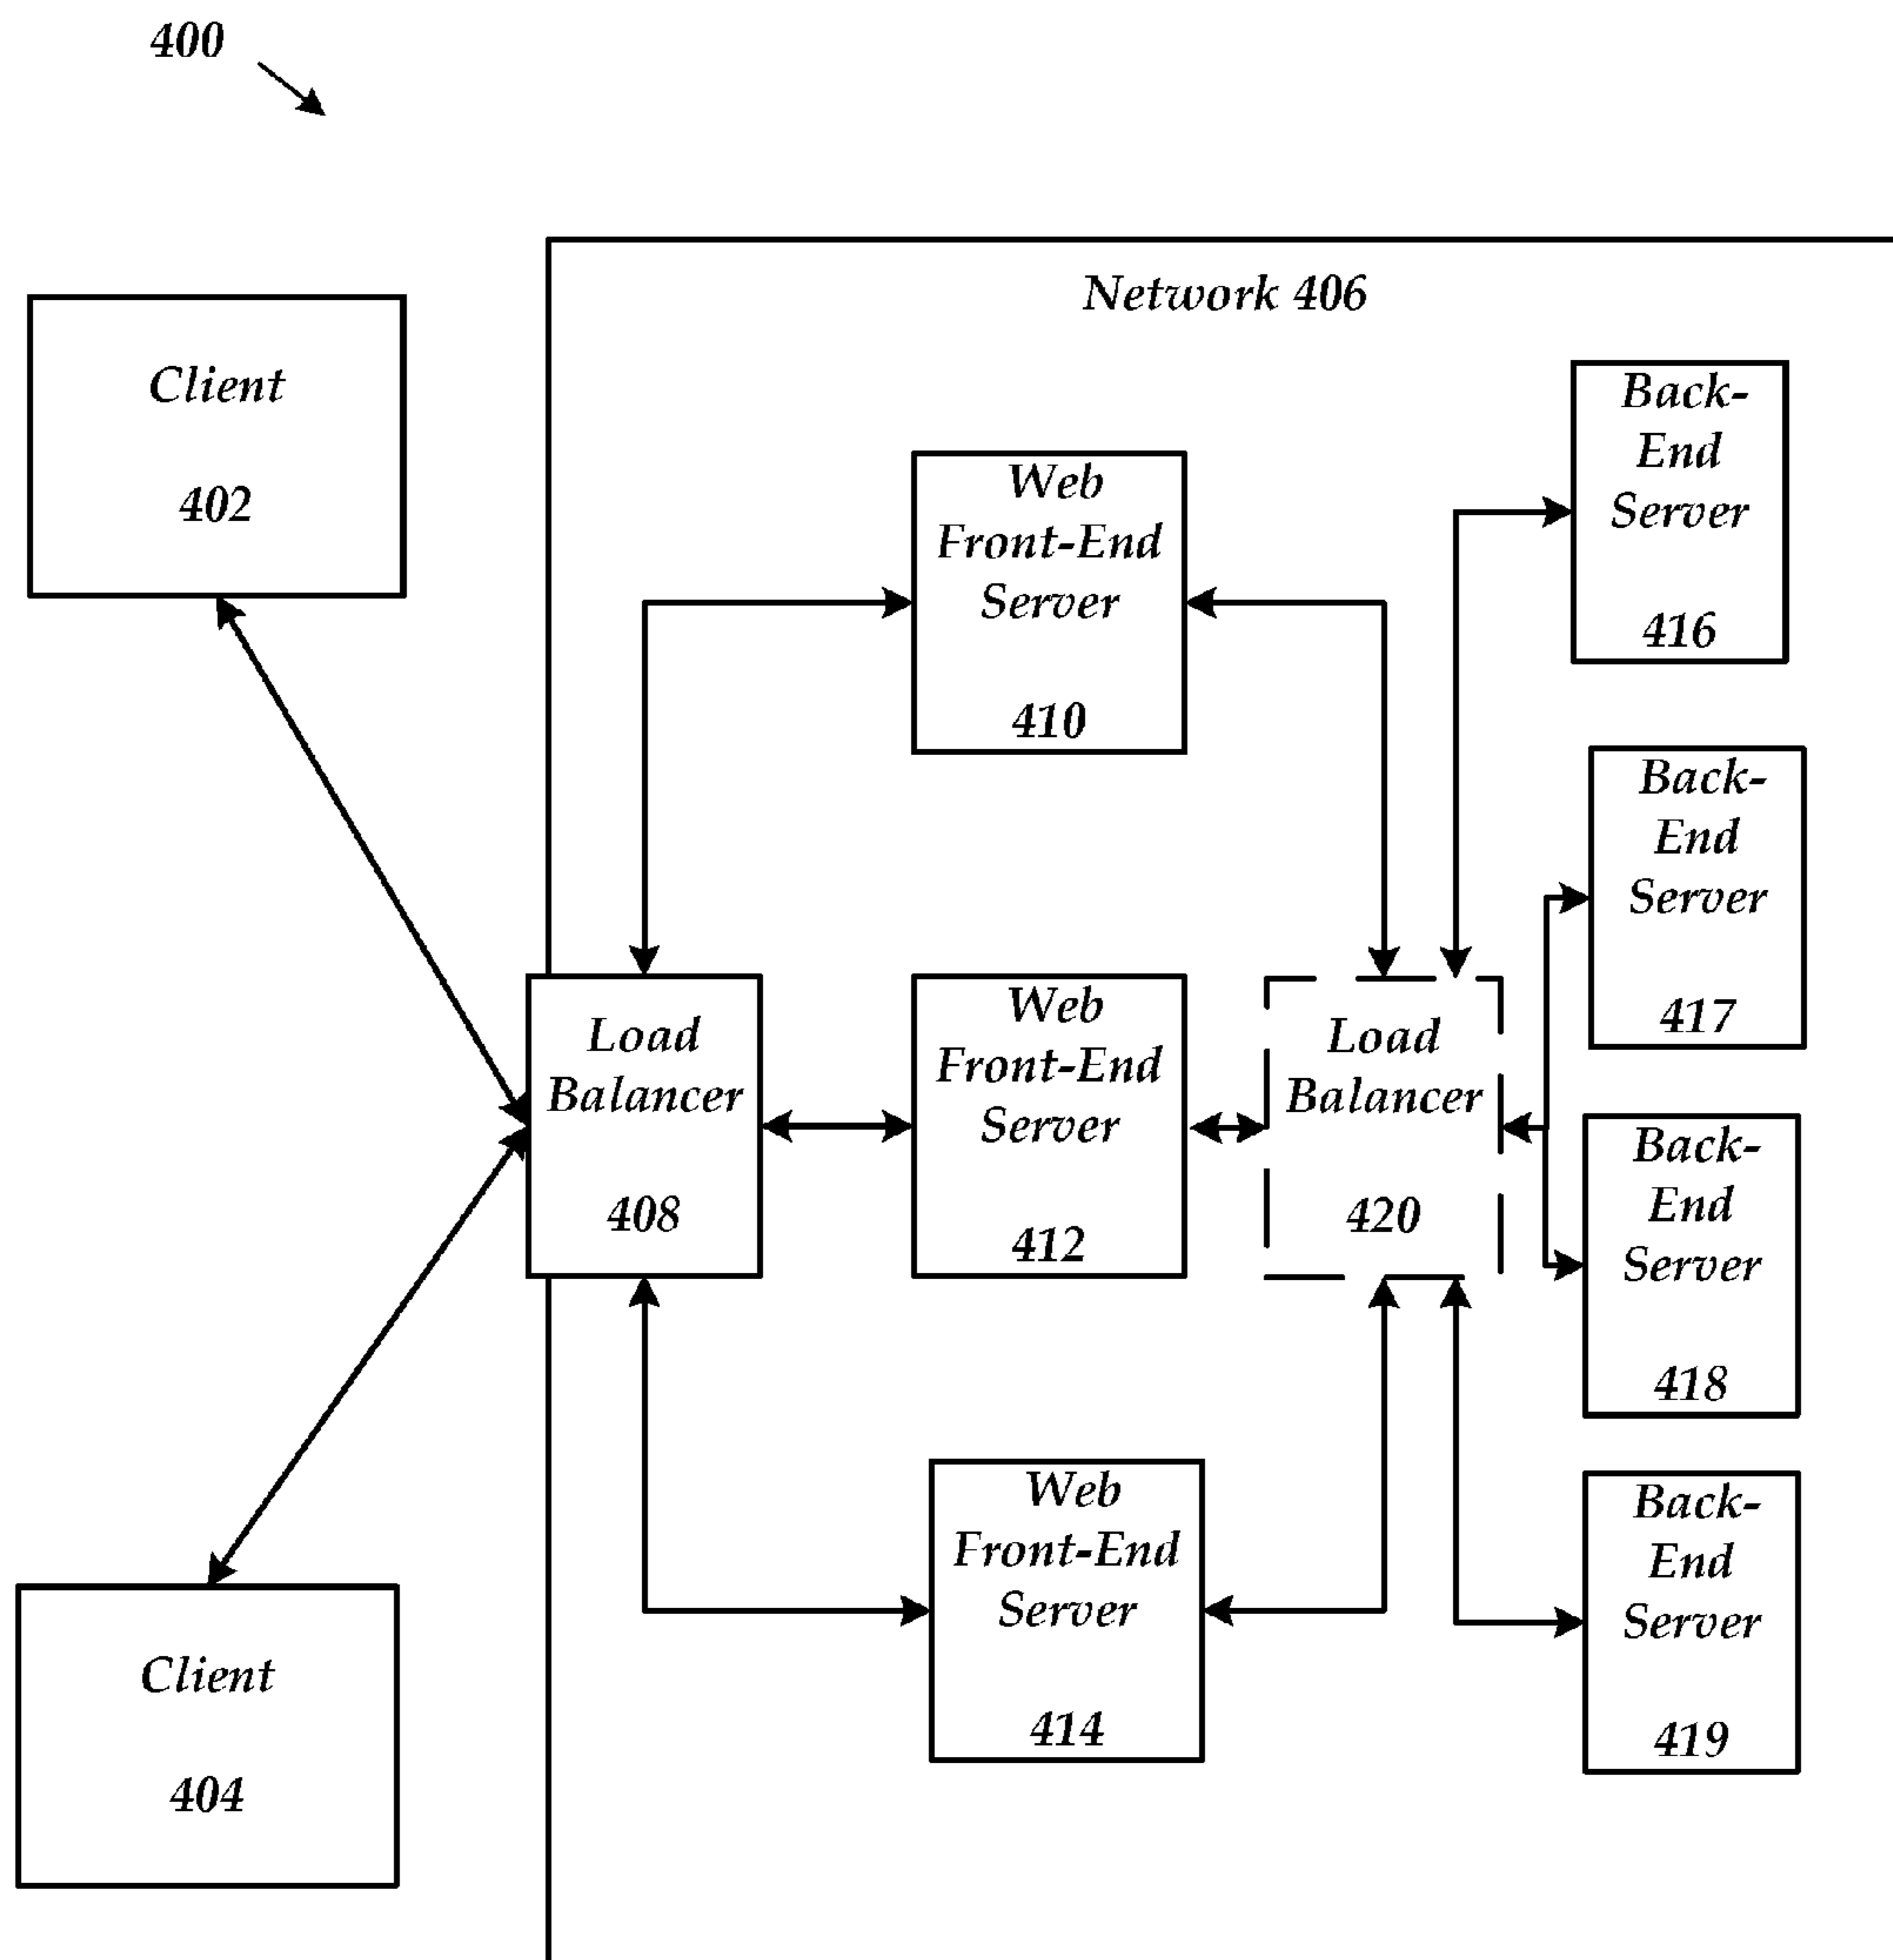 400
Network 406
Client
402
Web
Front-End
Server
410
Back-
End
Server
416
Back-
End
Server
417
Load
Balancer
408
Web
Front-End
Server
412
Load
Balancer
420
Back-
End
Server
418
Web
Front-End
Server
414
Back-
End
Server
419
Client
404